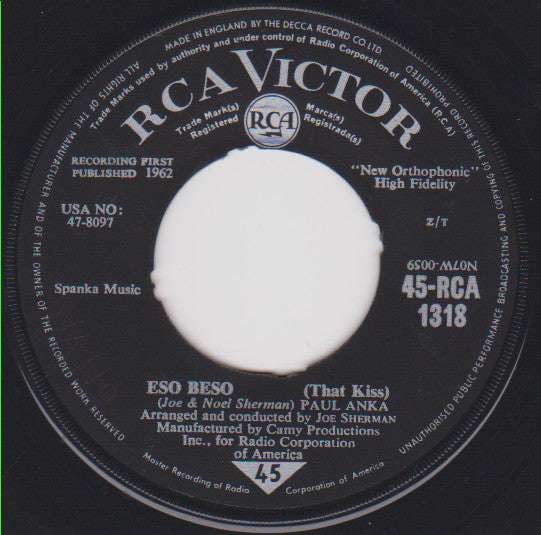 MADE IN ENGLAND BY THE DECCA RECORD CO. LTD.
Trade Marks used by authority and under control of Radio Corporation of America (R.C.A.)
ALL RIGHTS OF THE MANUFACTURER AND OF THE OWNER OF THE RECORDED WORK RESERVED
UNAUTHORISED PUBLIC PERFORMANCE BROADCASTING AND COPYING OF THIS RECORD PROHIBITED
RCA VICTOR
Trade Mark(s)
Registered
RCA
Marca(s)
Registrada(s)
RECORDING FIRST
PUBLISHED 1962
"New Orthophonic"
High Fidelity
USA NO:
47-8097
Z/T
N07W-0059
Spanka Music
45-RCA
1318
ESO BESO (That Kiss)
(Joe & Noel Sherman) PAUL ANKA
Arranged and conducted by JOE SHERMAN
Manufactured by Camy Productions
Inc., for Radio Corporation
of America
45
Master Recording of Radio Corporation of America